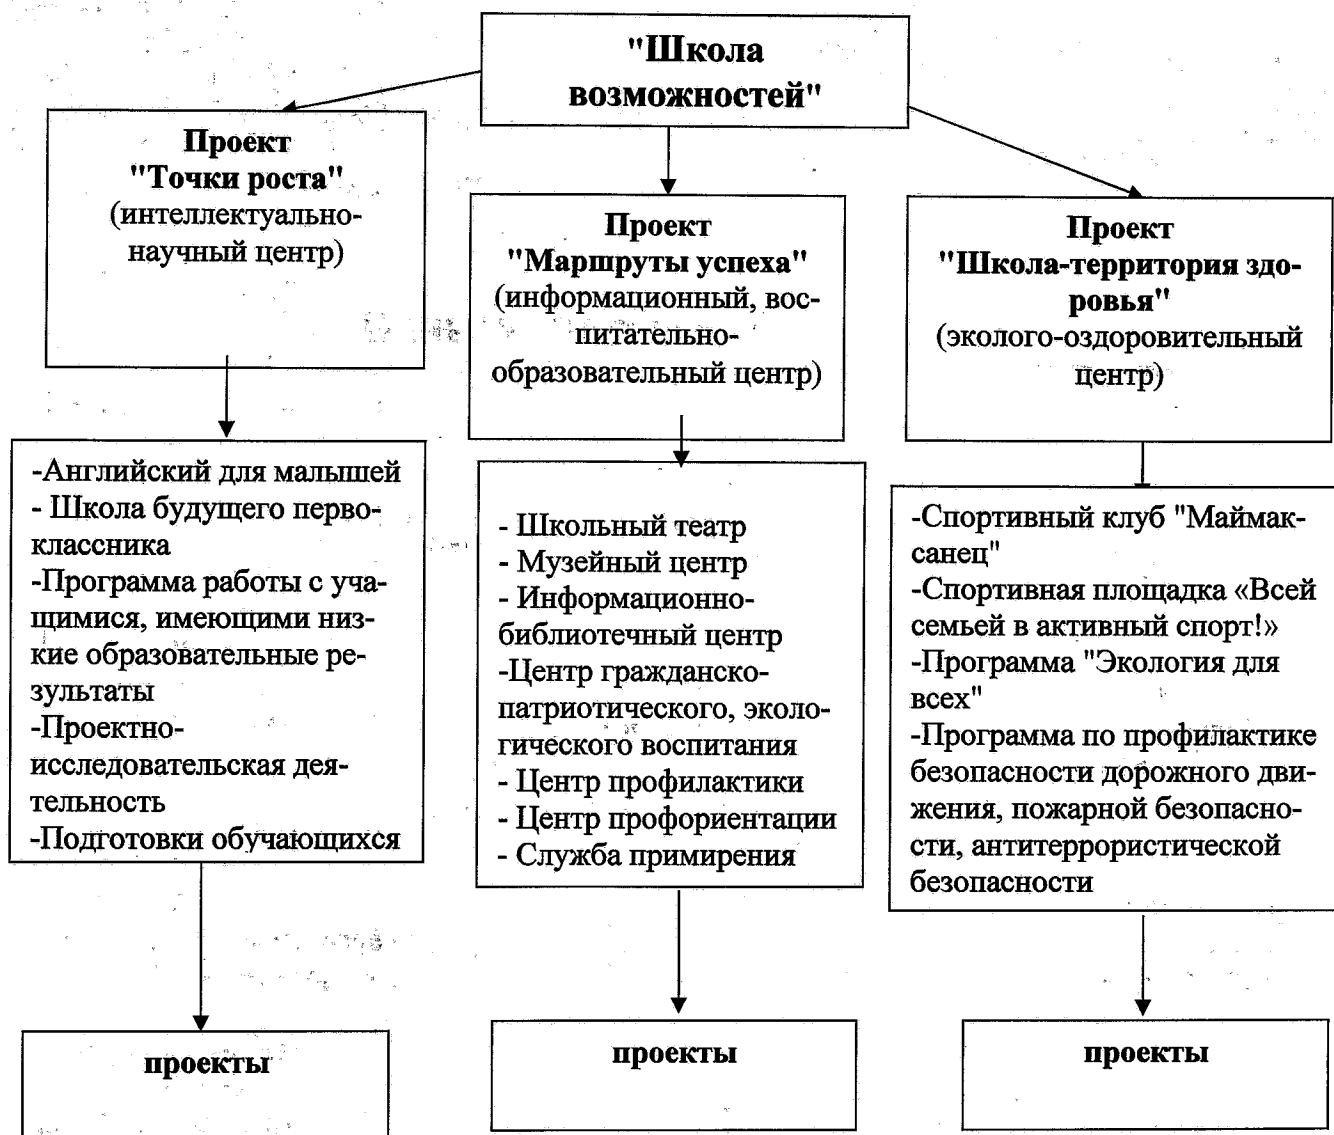 "Школа
возможностей"
Проект
"Точки роста"
(интеллектуально-
научный центр)
Проект
"Маршруты успеха"
(информационный, вос-
питательно-
образовательный центр)
Проект
"Школа-территория здо-
ровья"
(эколого-оздоровительный
центр)
-Английский для малышей
- Школа будущего перво-
классника
-Программа работы с уча-
щимися, имеющими низ-
кие образовательные ре-
зультаты
-Проектно-
исследовательская дея-
тельность
-Подготовки обучающихся
- Школьный театр
- Музейный центр
- Информационно-
библиотечный центр
-Центр гражданско-
патриотического, эколо-
гического воспитания
- Центр профилактики
- Центр профориентации
- Служба примирения
-Спортивный клуб "Маймак-
санец"
-Спортивная площадка «Всей
семьей в активный спорт!»
-Программа "Экология для
всех"
-Программа по профилактике
безопасности дорожного дви-
жения, пожарной безопасно-
сти, антитеррористической
безопасности
проекты
проекты
проекты